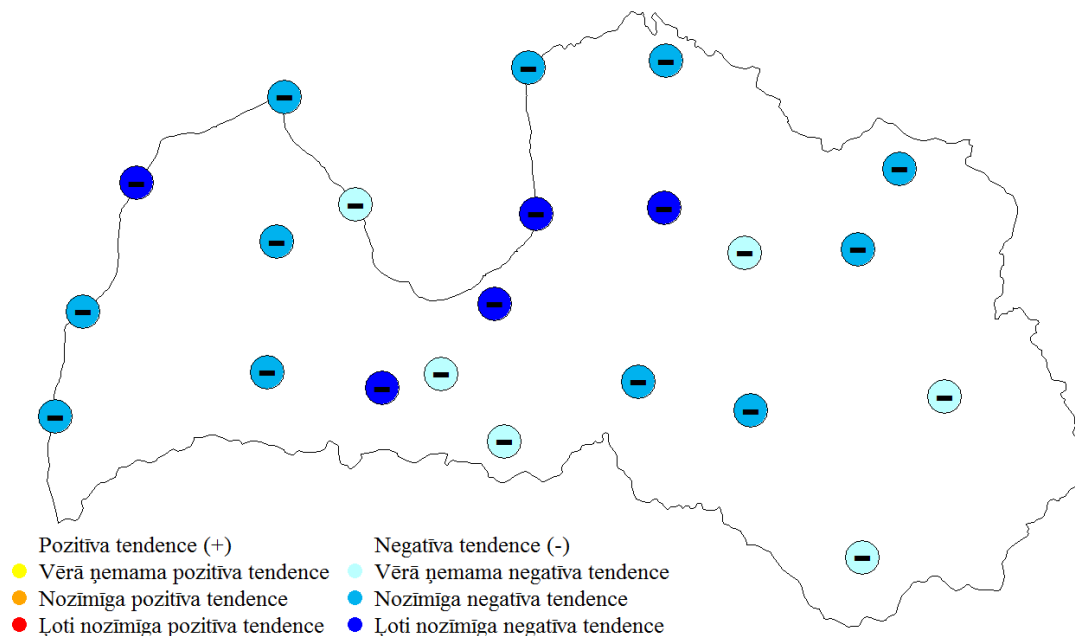 Pozitīva tendence (+)
Vērā ņemama pozitīva tendence
Nozīmīga pozitīva tendence
Ļoti nozīmīga pozitīva tendence
Negatīva tendence (-)
Vērā ņemama negatīva tendence
Nozīmīga negatīva tendence
Ļoti nozīmīga negatīva tendence